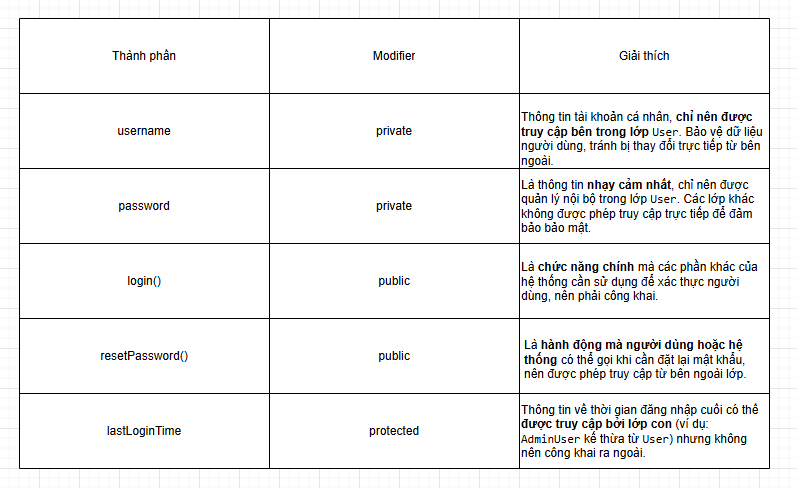 Thành phần
Modifier
Giải thích
username
private
Thông tin tài khoản cá nhân, chỉ nên được
truy cập bên trong lớp User. Bảo vệ dữ liệu
người dùng, tránh bị thay đổi trực tiếp từ bên
ngoài.
password
private
Là thông tin nhạy cảm nhất, chỉ nên được
quản lý nội bộ trong lớp User. Các lớp khác
không được phép truy cập trực tiếp để đảm
bảo bảo mật.
login()
public
Là chức năng chính mà các phần khác của
hệ thống cần sử dụng để xác thực người
dùng, nên phải công khai.
resetPassword()
public
Là hành động mà người dùng hoặc hệ
thống có thể gọi khi cần đặt lại mật khẩu,
nên được phép truy cập từ bên ngoài lớp.
lastLoginTime
protected
Thông tin về thời gian đăng nhập cuối có thể
được truy cập bởi lớp con (ví dụ:
AdminUser kế thừa từ User) nhưng không
nên công khai ra ngoài.